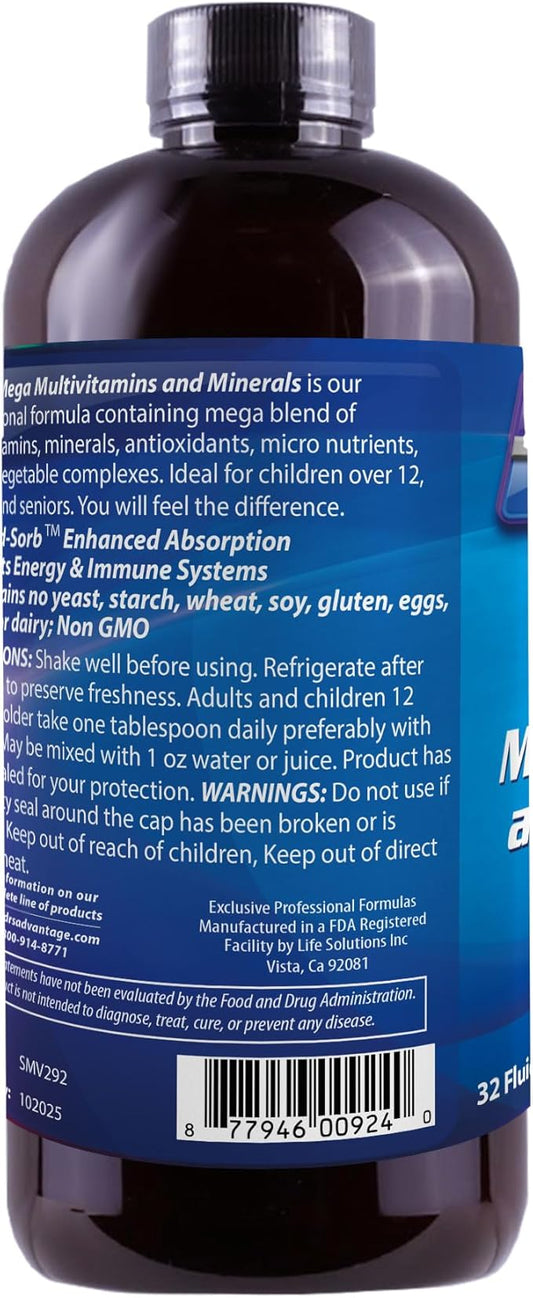 Mega Multivitamins and Minerals is our
onal formula containing mega blend of
amins, minerals, antioxidants, micro nutrients,
egetable complexes. Ideal for children over 12,
nd seniors. You will feel the difference.
d-Sorb™ Enhanced Absorption
ts Energy & Immune Systems
ains no yeast, starch, wheat, soy, gluten, eggs,
or dairy; Non GMO
ONS: Shake well before using. Refrigerate after
to preserve freshness. Adults and children 12
older take one tablespoon daily preferably with
May be mixed with 1 oz water or juice. Product has
aled for your protection. WARNINGS: Do not use if
cy seal around the cap has been broken or is
Keep out of reach of children, Keep out of direct
heat.
formation on our
ete line of products
drsadvantage.com
800-914-8771
Exclusive Professional Formulas
Manufactured in a FDA Registered
Facility by Life Solutions Inc
Vista, Ca 92081
atements have not been evaluated by the Food and Drug Administration.
uct is not intended to diagnose, treat, cure, or prevent any disease.
SMV292
102025
8 77946 00924 0
M
a
32 Fluid